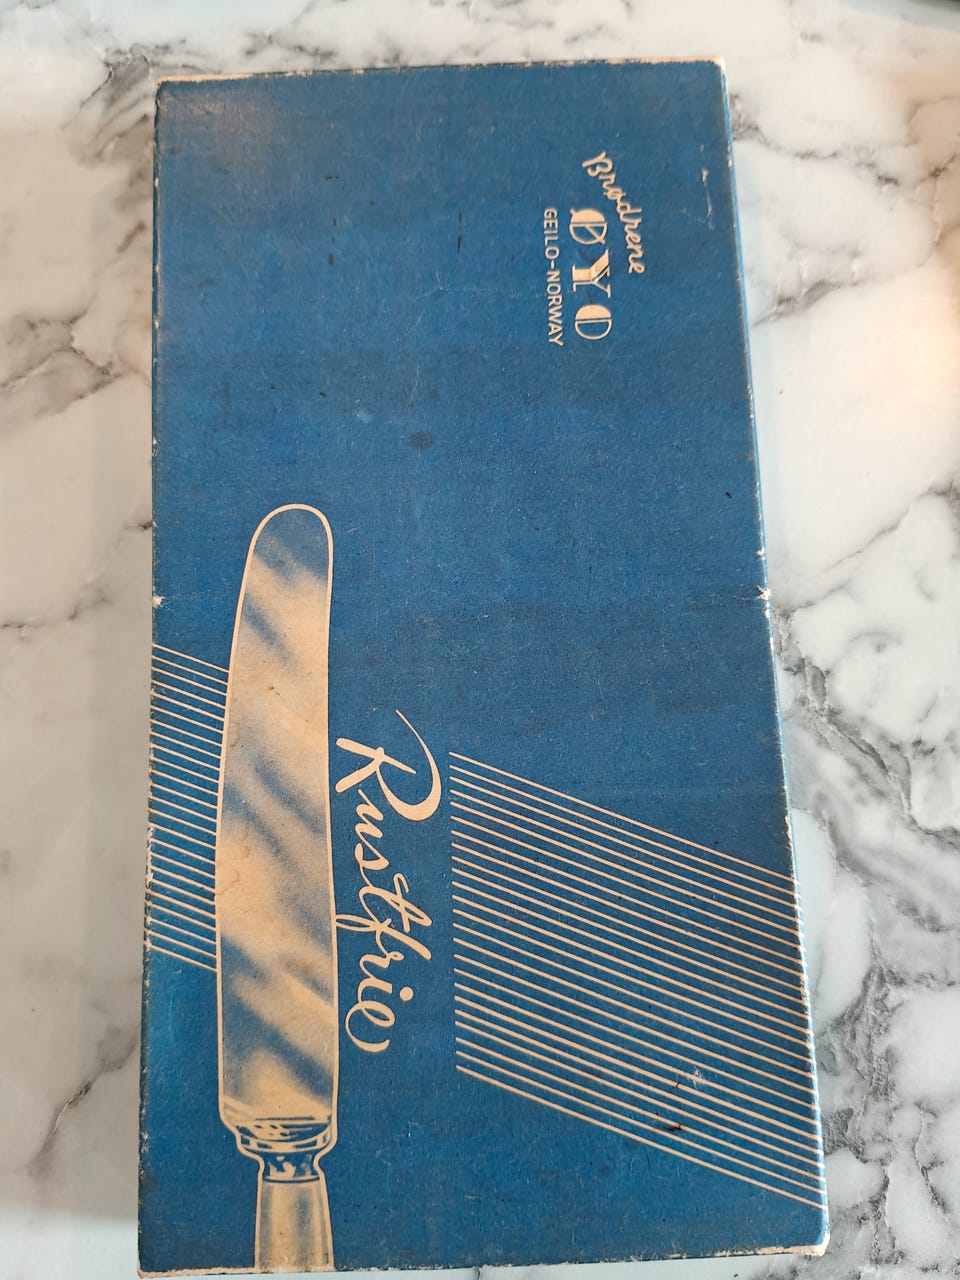 Brødrene
ØYO
GEILO-NORWAY
Rustfrie